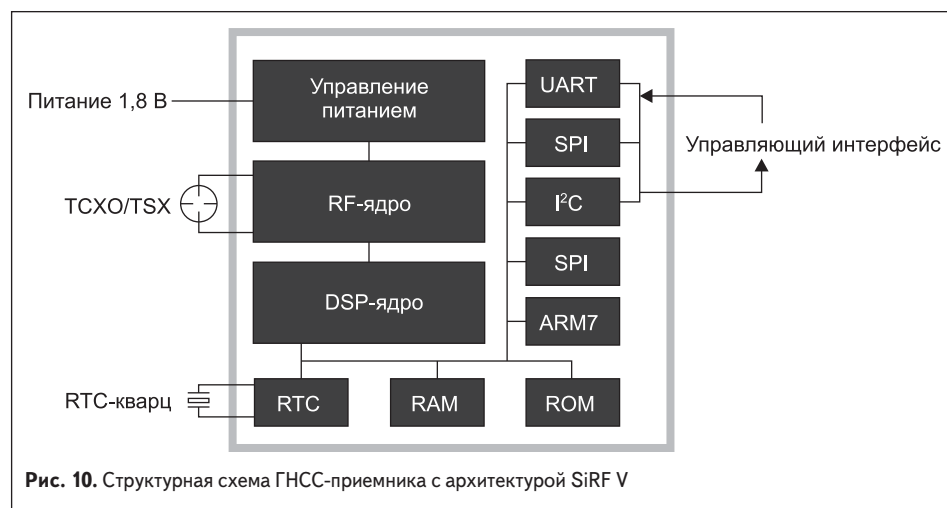 Питание 1,8 В
Управление
питанием
TCXO/TSX
RF-ядро
DSP-ядро
RTC-кварц
RTC
RAM
ROM
UART
SPI
I²C
SPI
ARM7
Управляющий интерфейс
Рис. 10. Структурная схема ГНСС-приемника с архитектурой SiRF V